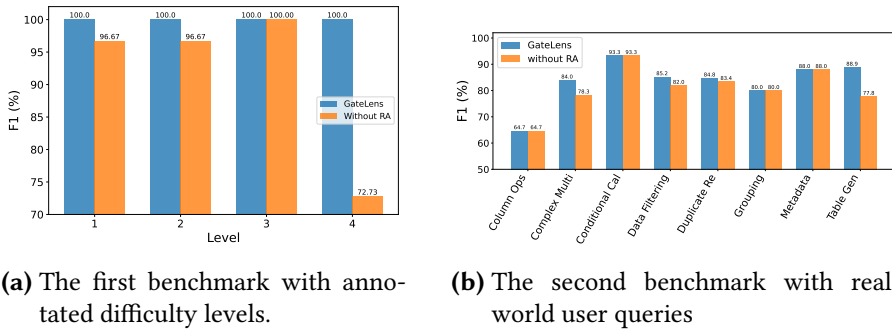 100.0
96.67
100.0
96.67
100.0
100.00
100.0
72.73
100
95
90
85
80
75
70
F1 (%)
GateLens
Without RA
1 2 3 4
Level
(a) The first benchmark with anno-
tated difficulty levels.
GateLens
without RA
100
90
80
70
60
50
F1 (%)
64.7 64.7
84.0 78.3
93.3 93.3
85.2 82.0
84.8 83.4
80.0 80.0
88.0 88.0
88.9 77.8
Column Ops
Complex Multi
Conditional Cal
Data Filtering
Duplicate Re
Grouping
Metadata
Table Gen
(b) The second benchmark with real
world user queries